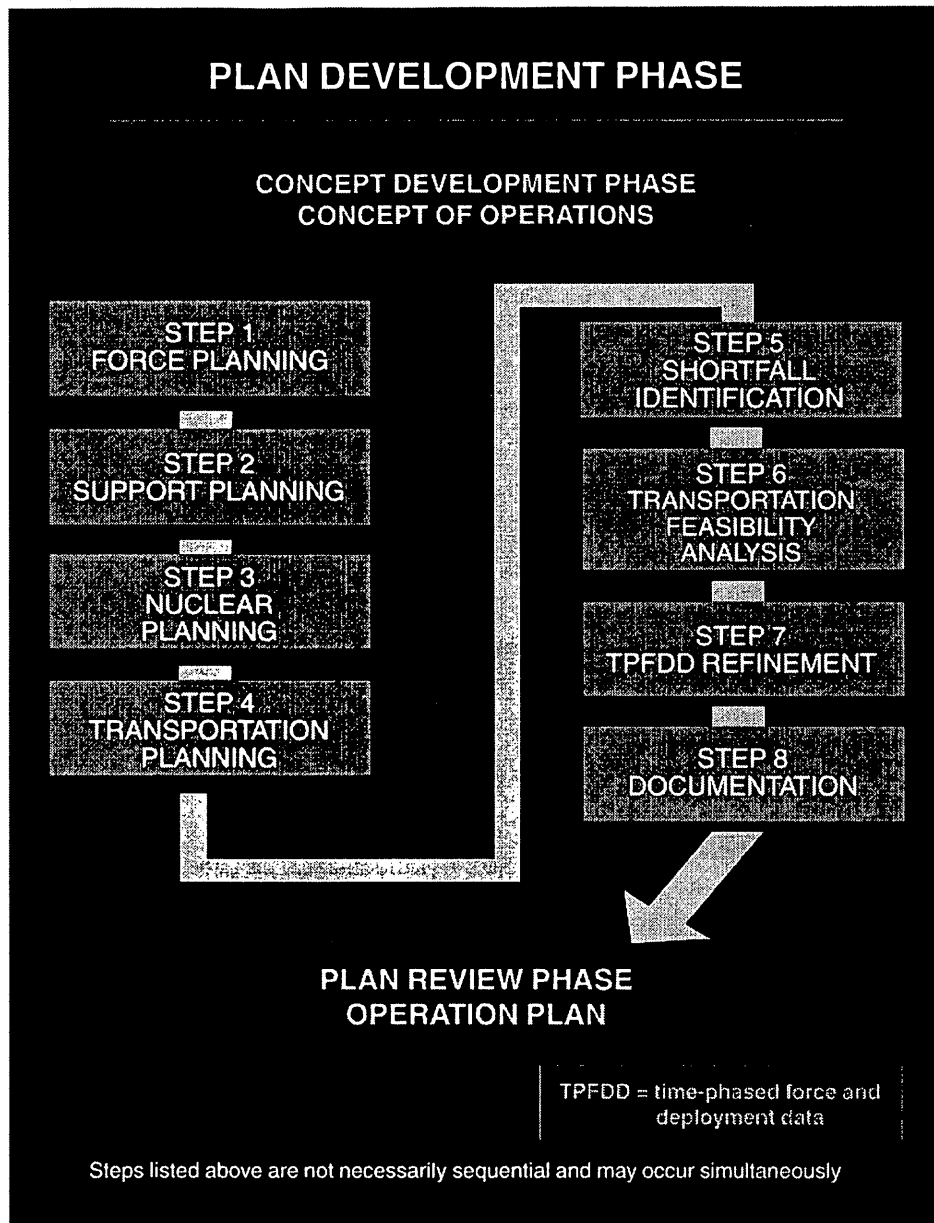 PLAN DEVELOPMENT PHASE
CONCEPT DEVELOPMENT PHASE
CONCEPT OF OPERATIONS
STEP 1
FORCE PLANNING
STEP 2
SUPPORT PLANNING
STEP 3
NUCLEAR
PLANNING
STEP 4
TRANSPORTATION
PLANNING
STEP 5
SHORTFALL
IDENTIFICATION
STEP 6
TRANSPORTATION
FEASIBILITY
ANALYSIS
STEP 7
TPFDD REFINEMENT
STEP 8
DOCUMENTATION
PLAN REVIEW PHASE
OPERATION PLAN
TPFDD = time-phased force and
deployment data
Steps listed above are not necessarily sequential and may occur simultaneously